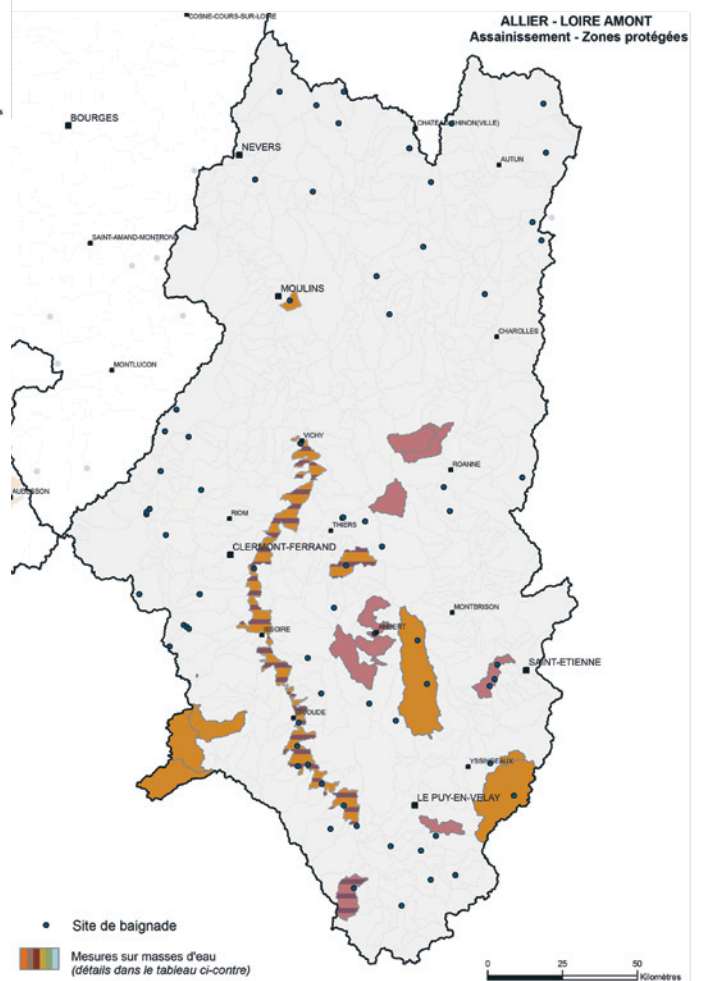 COSNE-COURS-SUR-LOIRE
ALLIER - LOIRE AMONT
Assainissement - Zones protégées
BOURGES
CHATEAU-CHINON(VILLE)
NEVERS
AUTUN
SAINT-AMAND-MONTRON
MOULINS
CHAROLLES
MONTLUCON
VICHY
ROANNE
AUBUSSON
RIOM
THIERS
CLERMONT-FERRAND
MONTBRISON
AMBERT
ISSOIRE
SAINT-ETIENNE
BRIOUDE
YSSINGEAUX
LE PUY-EN-VELAY
Site de baignade
Mesures sur masses d'eau
(détails dans le tableau ci-contre)
0 25 50
Kilomètres